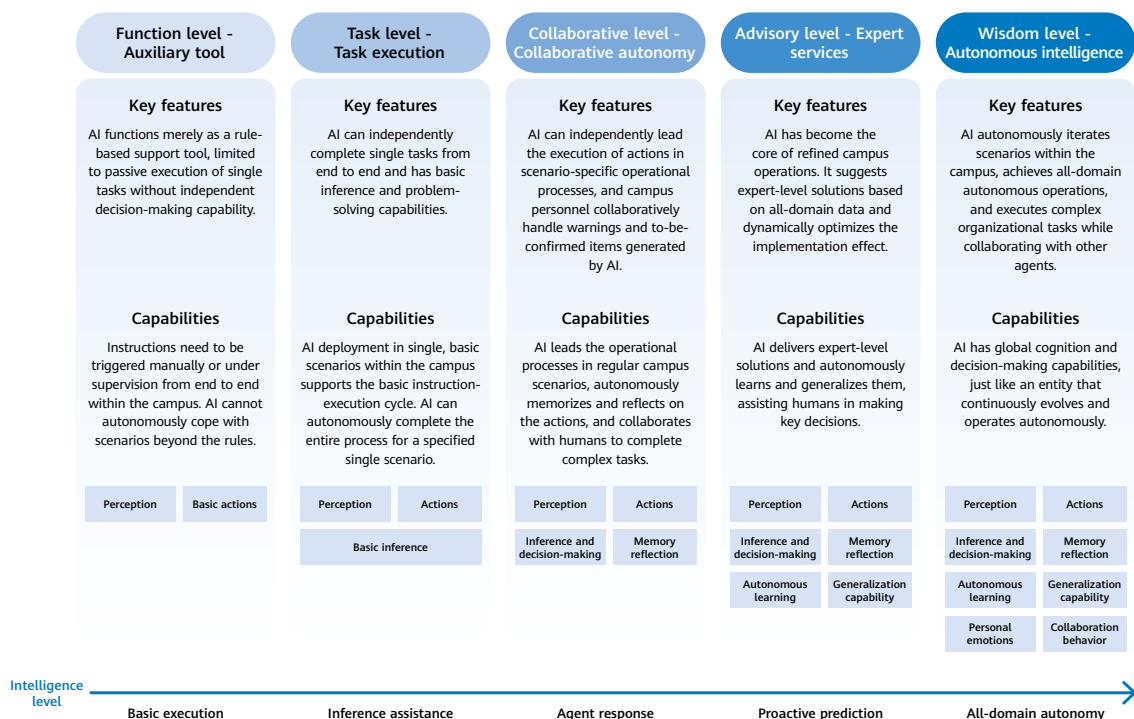 Function level -
Auxiliary tool
Key features
AI functions merely as a rule-
based support tool, limited
to passive execution of single
tasks without independent
decision-making capability.
Capabilities
Instructions need to be
triggered manually or under
supervision from end to end
within the campus. AI cannot
autonomously cope with
scenarios beyond the rules.
Perception
Basic actions
Task level -
Task execution
Key features
AI can independently
complete single tasks from
end to end and has basic
inference and problem-
solving capabilities.
Capabilities
AI deployment in single, basic
scenarios within the campus
supports the basic instruction-
execution cycle. AI can
autonomously complete the
entire process for a specified
single scenario.
Perception
Actions
Basic inference
Collaborative level -
Collaborative autonomy
Key features
AI can independently lead
the execution of actions in
scenario-specific operational
processes, and campus
personnel collaboratively
handle warnings and to-be-
confirmed items generated
by AI.
Capabilities
AI leads the operational
processes in regular campus
scenarios, autonomously
memorizes and reflects on
the actions, and collaborates
with humans to complete
complex tasks.
Perception
Actions
Inference and
decision-making
Memory
reflection
Advisory level - Expert
services
Key features
AI has become the
core of refined campus
operations. It suggests
expert-level solutions based
on all-domain data and
dynamically optimizes the
implementation effect.
Capabilities
AI delivers expert-level
solutions and autonomously
learns and generalizes them,
assisting humans in making
key decisions.
Perception
Actions
Inference and
decision-making
Memory
reflection
Autonomous
learning
Generalization
capability
Wisdom level -
Autonomous intelligence
Key features
AI autonomously iterates
scenarios within the
campus, achieves all-domain
autonomous operations,
and executes complex
organizational tasks while
collaborating with other
agents.
Capabilities
AI has global cognition and
decision-making capabilities,
just like an entity that
continuously evolves and
operates autonomously.
Perception
Actions
Inference and
decision-making
Memory
reflection
Autonomous
learning
Generalization
capability
Personal
emotions
Collaboration
behavior
Intelligence
level
Basic execution
Inference assistance
Agent response
Proactive prediction
All-domain autonomy